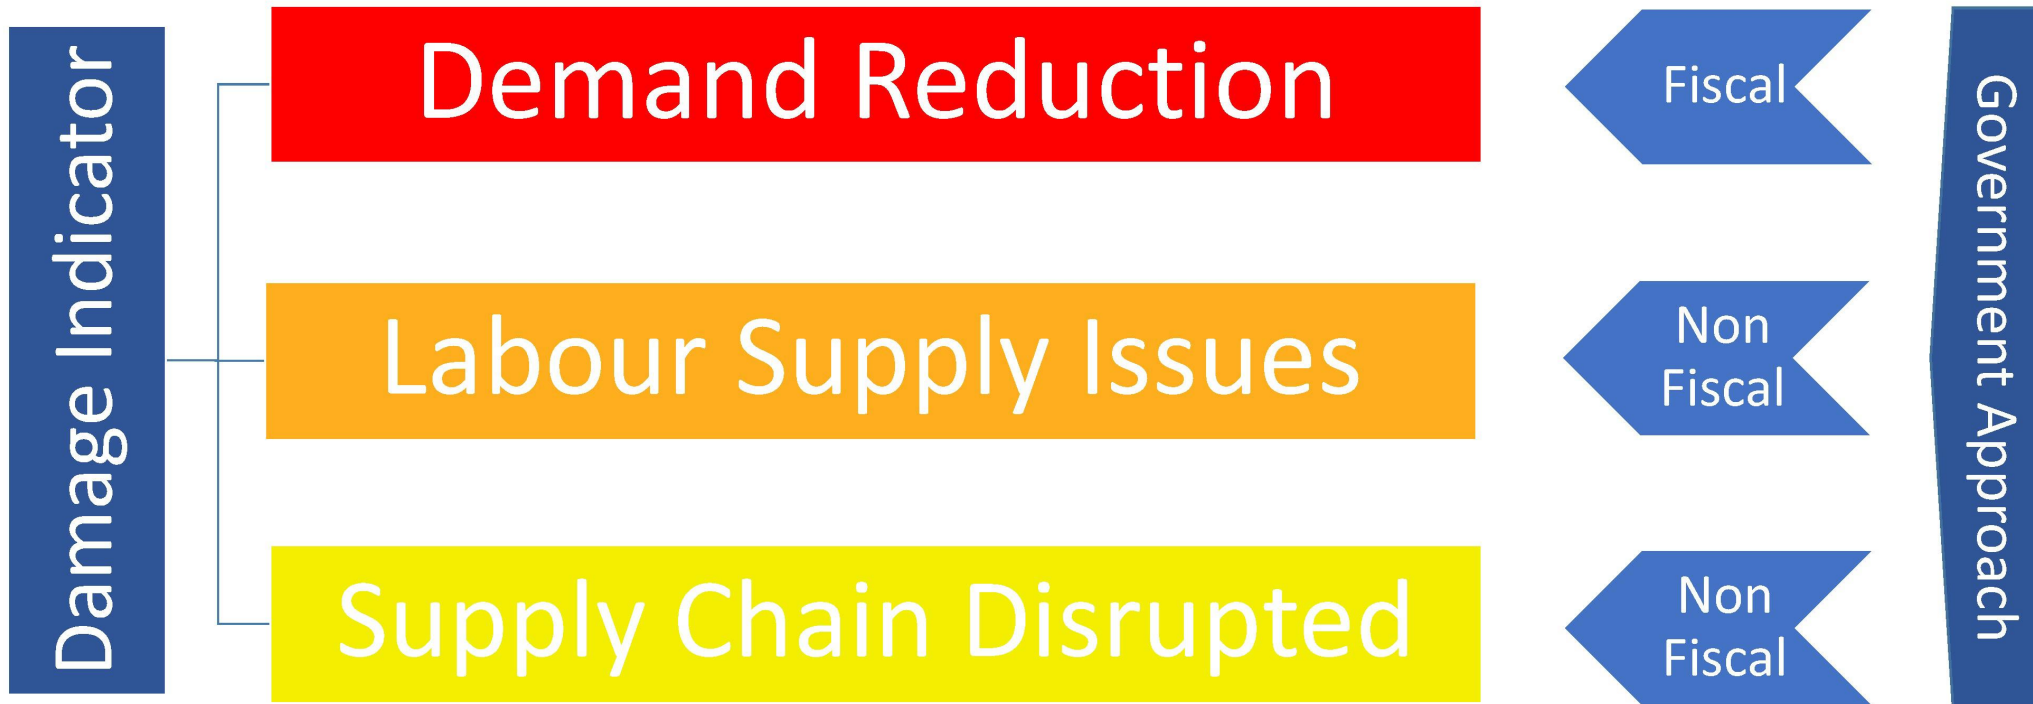 Damage Indicator
Demand Reduction
Fiscal
Labour Supply Issues
Non
Fiscal
Supply Chain Disrupted
Non
Fiscal
Government Approach